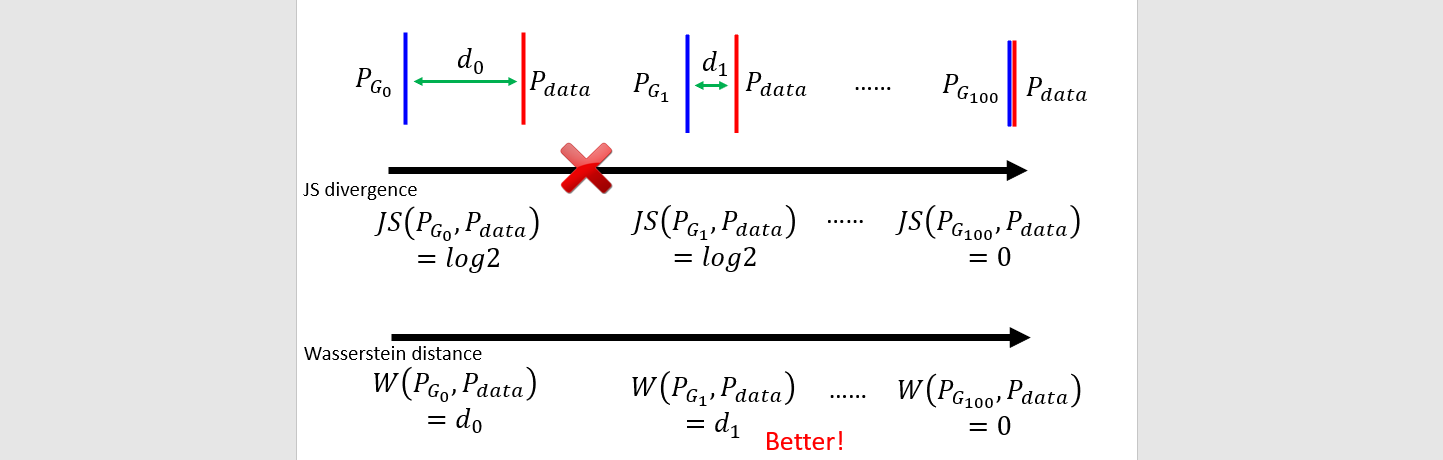 P_{G_0} d_0 P_{data} P_{G_1} d_1 P_{data} ...... P_{G_{100}} P_{data}
JS divergence
JS(P_{G_0}, P_{data}) JS(P_{G_1}, P_{data}) ...... JS(P_{G_{100}}, P_{data})
= log2 = log2 = 0
Wasserstein distance
W(P_{G_0}, P_{data}) W(P_{G_1}, P_{data}) ...... W(P_{G_{100}}, P_{data})
= d_0 = d_1 = 0
Better!